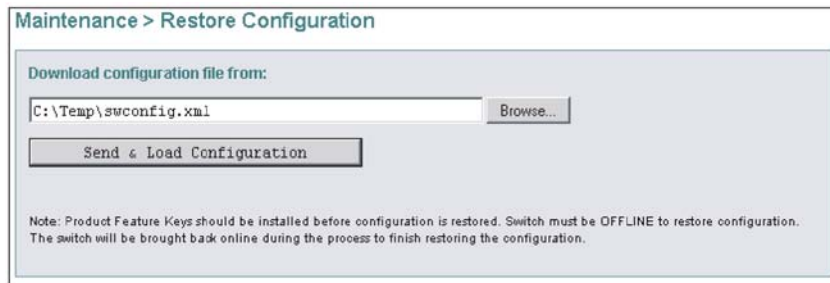 Maintenance > Restore Configuration
Download configuration file from:
C:\Temp\swconfig.xml
Browse...
Send & Load Configuration
Note: Product Feature Keys should be installed before configuration is restored. Switch must be OFFLINE to restore configuration.
The switch will be brought back online during the process to finish restoring the configuration.